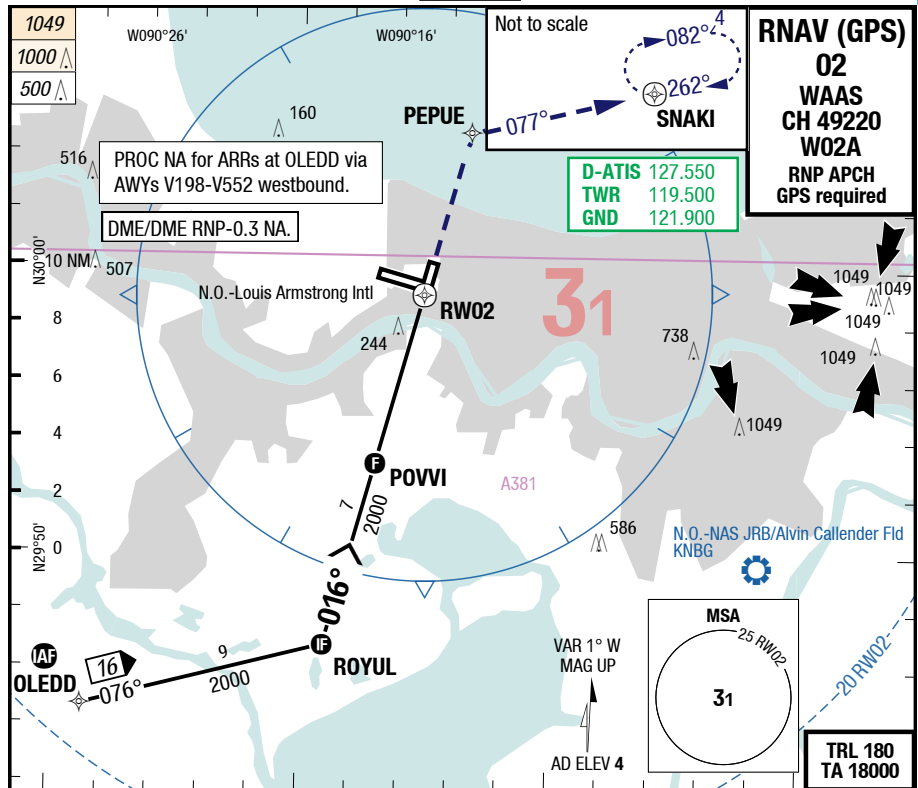 1049
1000
500
W090°26'
W090°16'
Not to scale
082° 4
262°
SNAKI
077°
PEPUE
RNAV (GPS)
02
WAAS
CH 49220
W02A
RNP APCH
GPS required
160
516
PROC NA for ARRs at OLEDD via
AWYs V198-V552 westbound.
D-ATIS 127.550
TWR 119.500
GND 121.900
DME/DME RNP-0.3 NA.
N30°00'
10 NM
507
N.O.-Louis Armstrong Intl
RW02
31
1049
1049
1049
1049
8
244
738
6
4
1049
F
POVVI
2
A381
7
2000
586
N.O.-NAS JRB/Alvin Callender Fld
KNBG
N29°50'
0
016°
IF
ROYUL
IAF
OLEDD
16
076°
9
2000
VAR 1° W
MAG UP
AD ELEV 4
MSA
25 RW02
31
20 RW02
TRL 180
TA 18000